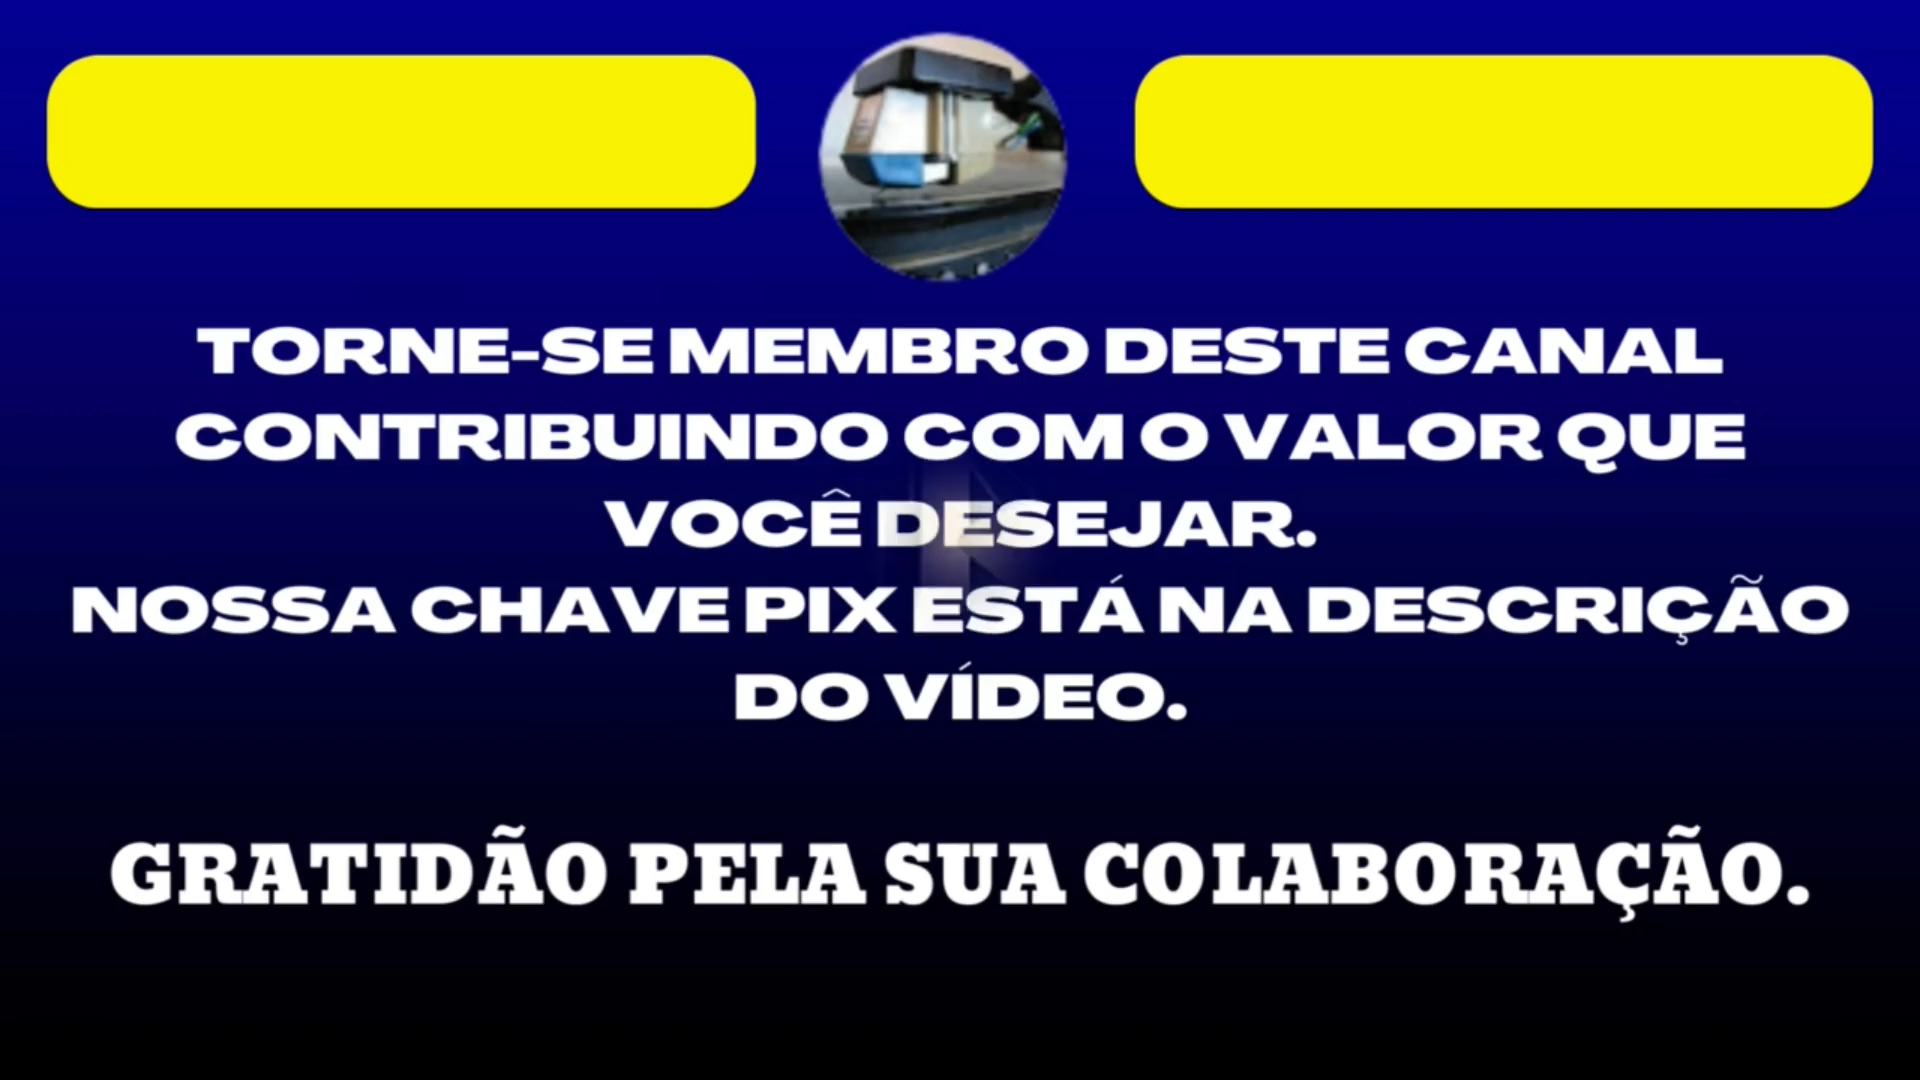 TORNE-SE MEMBRO DESTE CANAL
CONTRIBUINDO COM O VALOR QUE
VOCÊ DESEJAR.
NOSSA CHAVE PIX ESTÁ NA DESCRIÇÃO
DO VÍDEO.
GRATIDÃO PELA SUA COLABORAÇÃO.